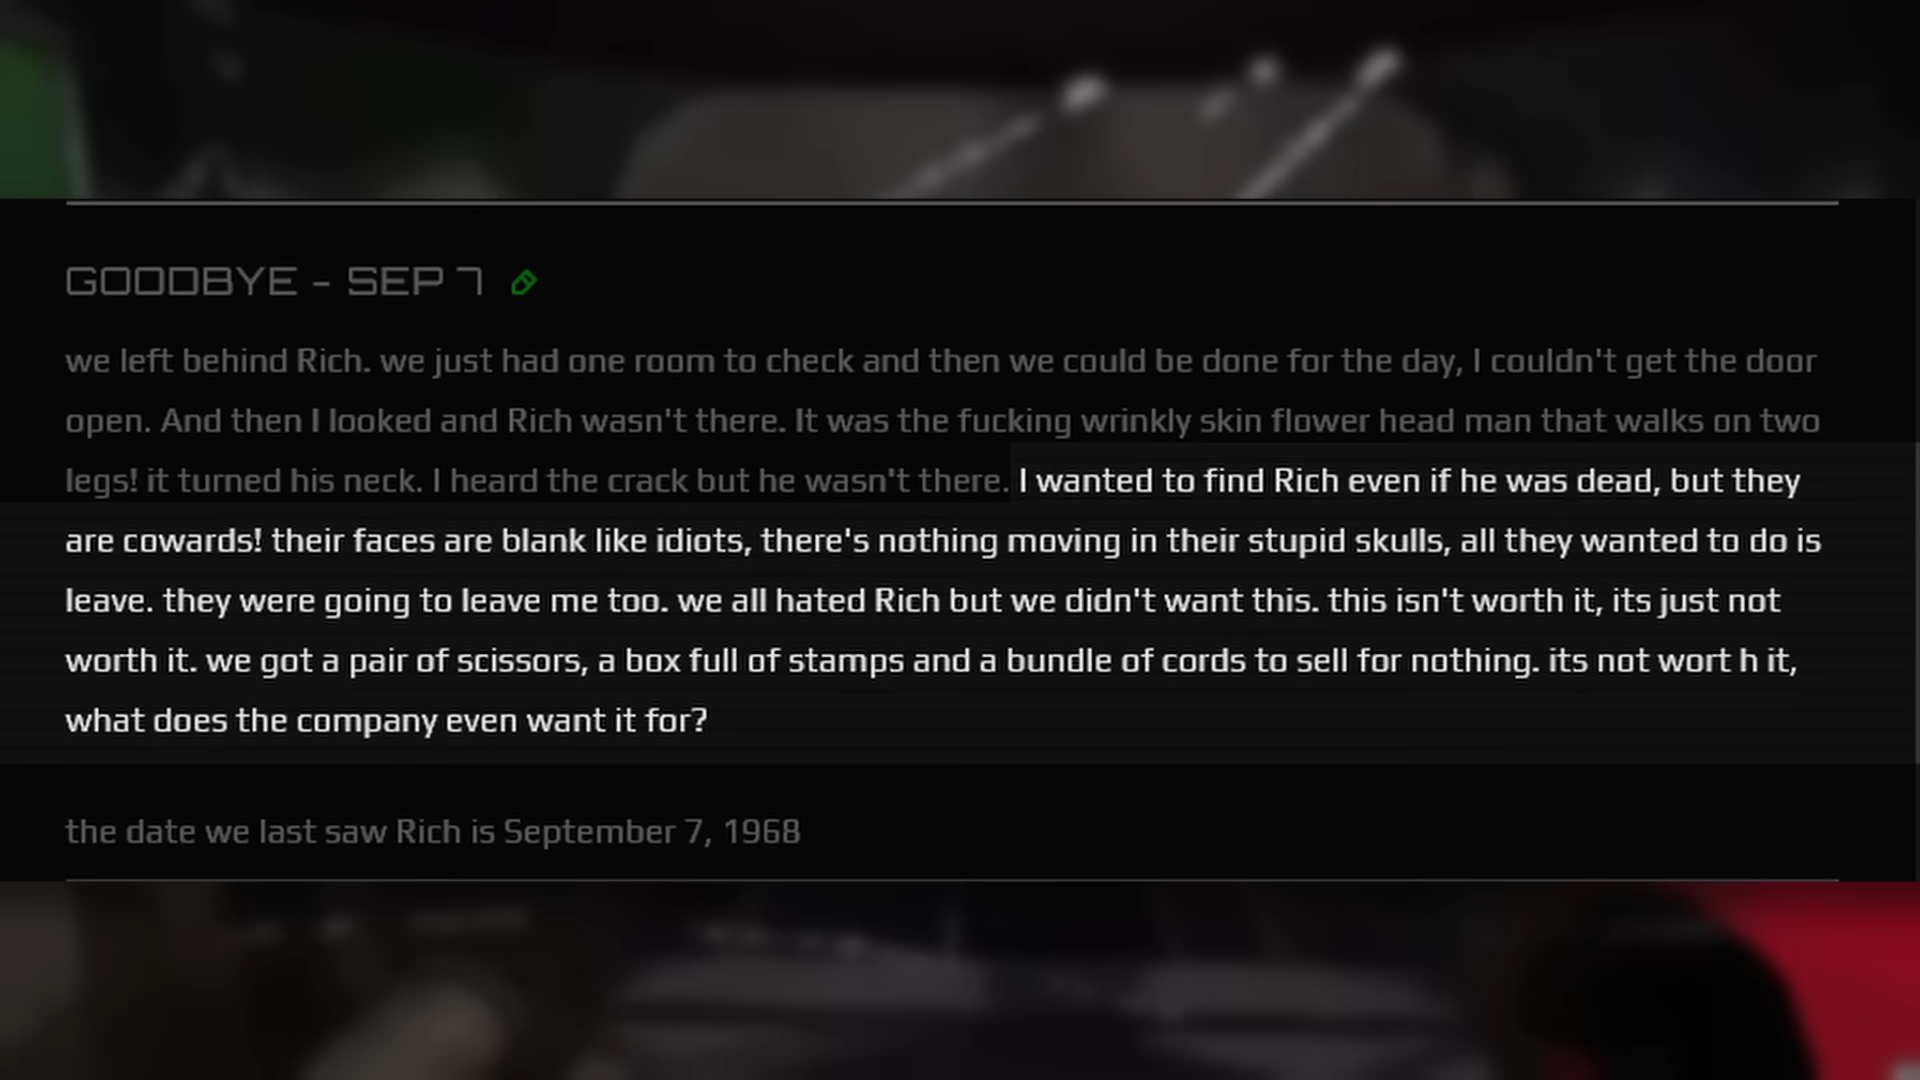 GOODBYE - SEP 7
we left behind Rich. we just had one room to check and then we could be done for the day, I couldn't get the door
open. And then I looked and Rich wasn't there. It was the fucking wrinkly skin flower head man that walks on two
legs! it turned his neck. I heard the crack but he wasn't there. I wanted to find Rich even if he was dead, but they
are cowards! their faces are blank like idiots, there's nothing moving in their stupid skulls, all they wanted to do is
leave. they were going to leave me too. we all hated Rich but we didn't want this. this isn't worth it, its just not
worth it. we got a pair of scissors, a box full of stamps and a bundle of cords to sell for nothing. its not wort h it,
what does the company even want it for?
the date we last saw Rich is September 7, 1968